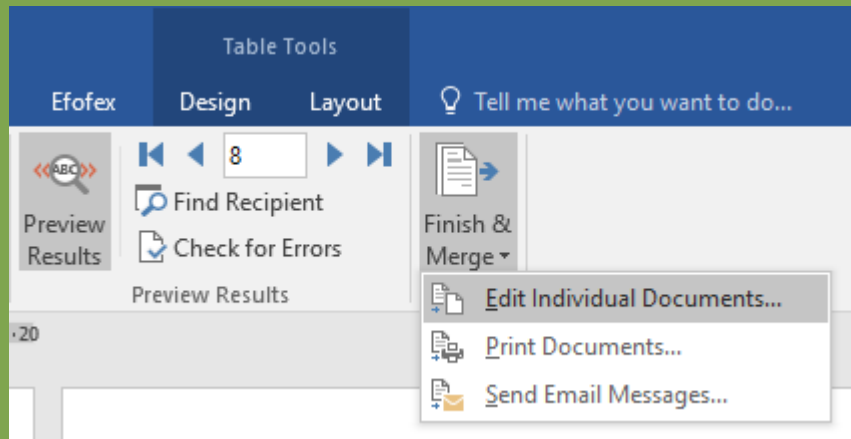 Table Tools
Efofex Design Layout Tell me what you want to do...
«ABC» 8
Find Recipient
Preview Results
Check for Errors
Finish & Merge
Preview Results
Edit Individual Documents...
20
Print Documents...
Send Email Messages...